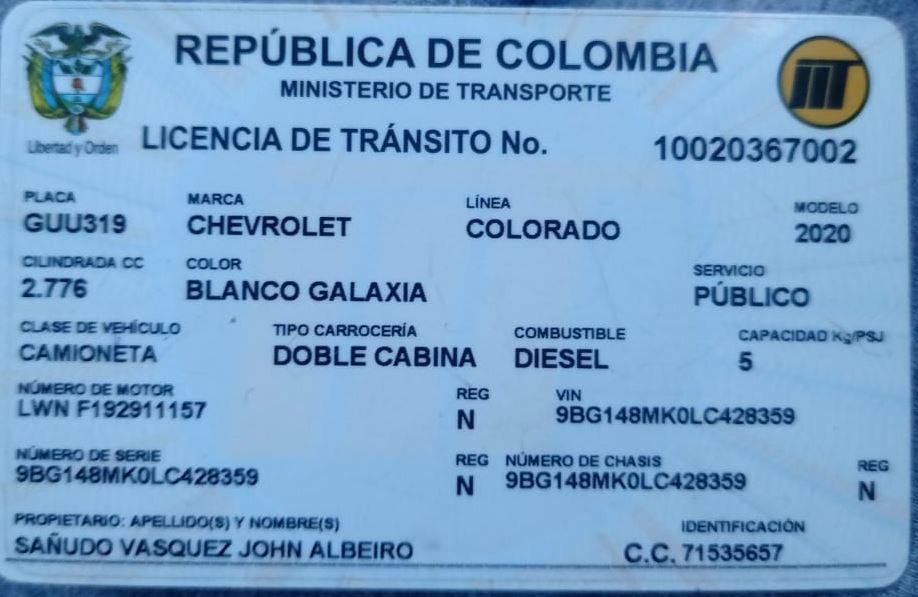 REPÚBLICA DE COLOMBIA
MINISTERIO DE TRANSPORTE
Libertad y Orden
LICENCIA DE TRÁNSITO No. 10020367002
PLACA MARCA LÍNEA MODELO
GUU319 CHEVROLET COLORADO 2020
CILINDRADA CC COLOR SERVICIO
2.776 BLANCO GALAXIA PÚBLICO
CLASE DE VEHÍCULO TIPO CARROCERÍA COMBUSTIBLE CAPACIDAD Kg/PSJ
CAMIONETA DOBLE CABINA DIESEL 5
NÚMERO DE MOTOR REG VIN
LWN F192911157 N 9BG148MK0LC428359
NÚMERO DE SERIE REG NÚMERO DE CHASIS REG
9BG148MK0LC428359 N 9BG148MK0LC428359 N
PROPIETARIO: APELLIDO(S) Y NOMBRE(S) IDENTIFICACIÓN
SAÑUDO VASQUEZ JOHN ALBEIRO C.C. 71535657